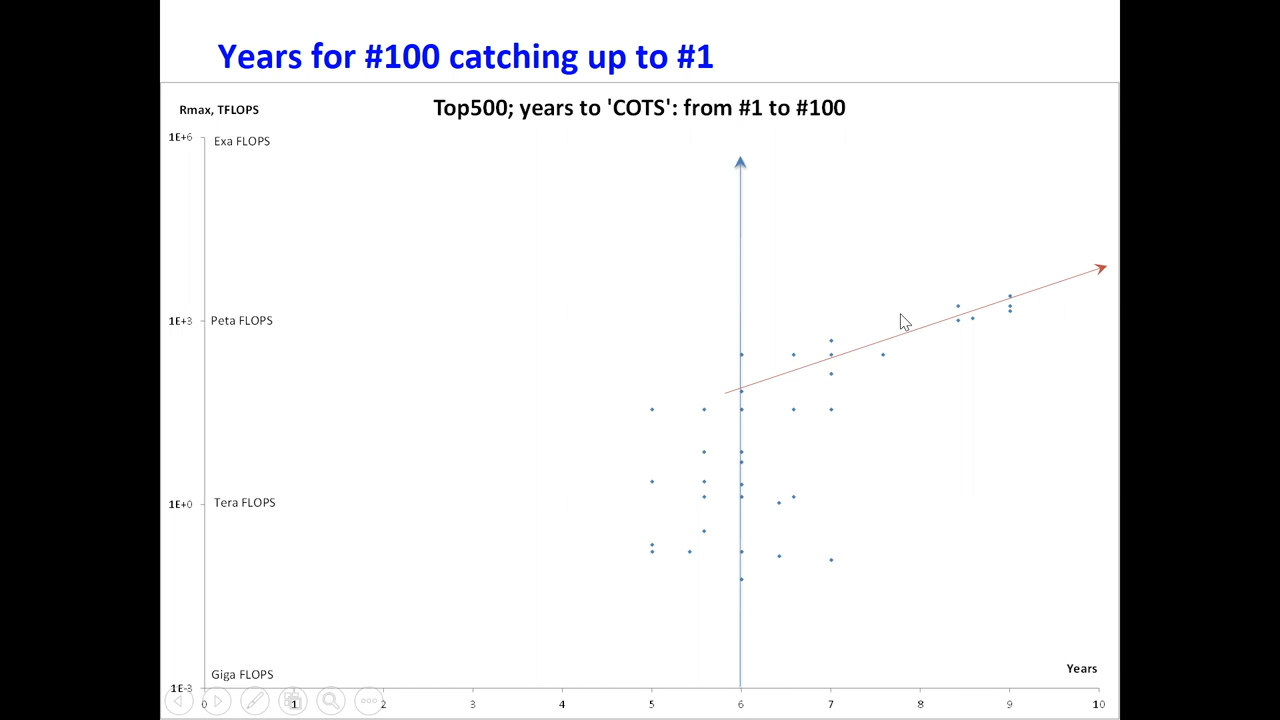 Years for #100 catching up to #1
Top500; years to 'COTS': from #1 to #100
Rmax, TFLOPS
1E+6
Exa FLOPS
1E+3
Peta FLOPS
1E+0
Tera FLOPS
1E-3
Giga FLOPS
Years
0 1 2 3 4 5 6 7 8 9 10